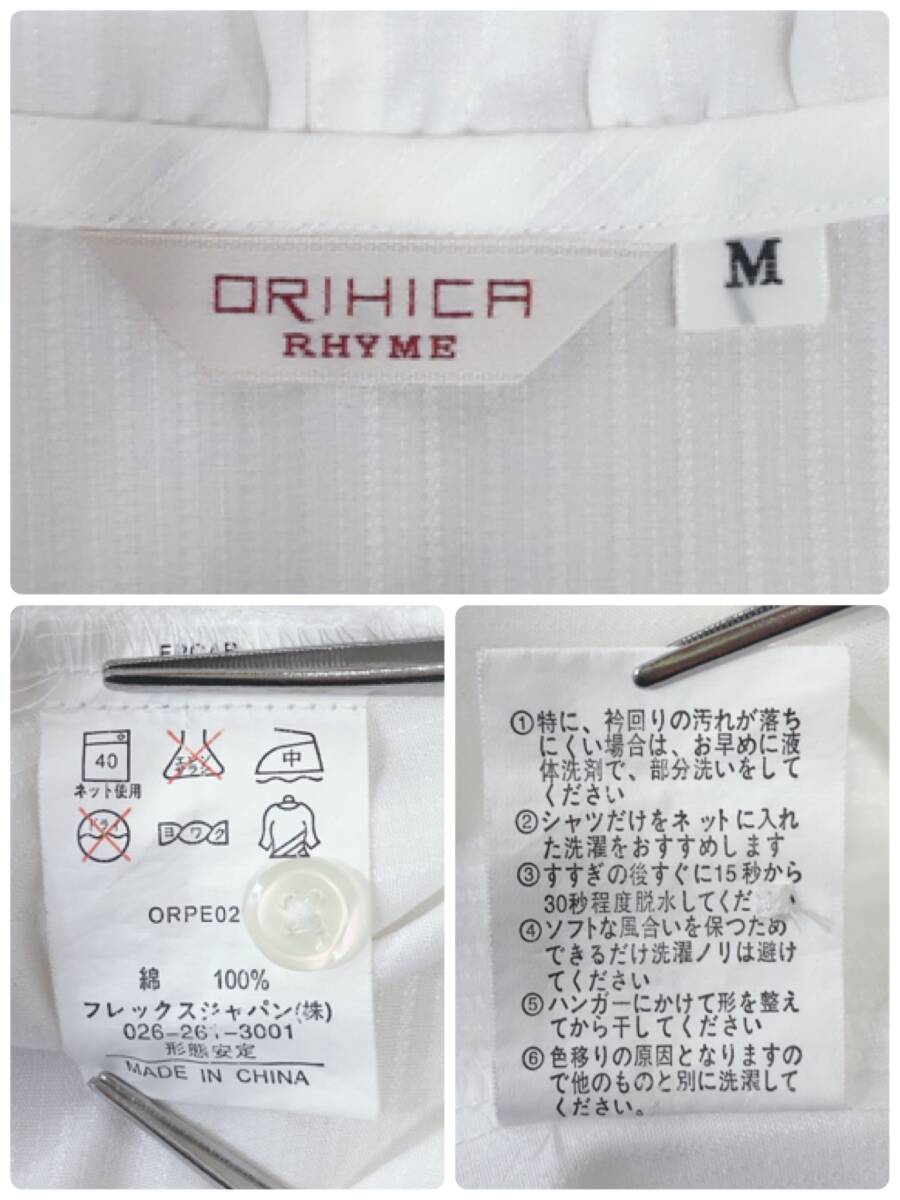 ORIHICA
RHYME
M
40
中
ネット使用
ドライ
ヨワク
ORPE02
綿 100%
フレックスジャパン(株)
形態安定
MADE IN CHINA
①特に、衿回りの汚れが落ち
にくい場合は、お早めに液
体洗剤で、部分洗いをして
ください
②シャツだけをネットに入れ
た洗濯をおすすめします
③すすぎの後すぐに15秒から
30秒程度脱水してくだ い
④ソフトな風合いを保つため
できるだけ洗濯ノリは避け
てください
⑤ハンガーにかけて形を整え
てから干してください
⑥色移りの原因となりますの
で他のものと別に洗濯して
ください。